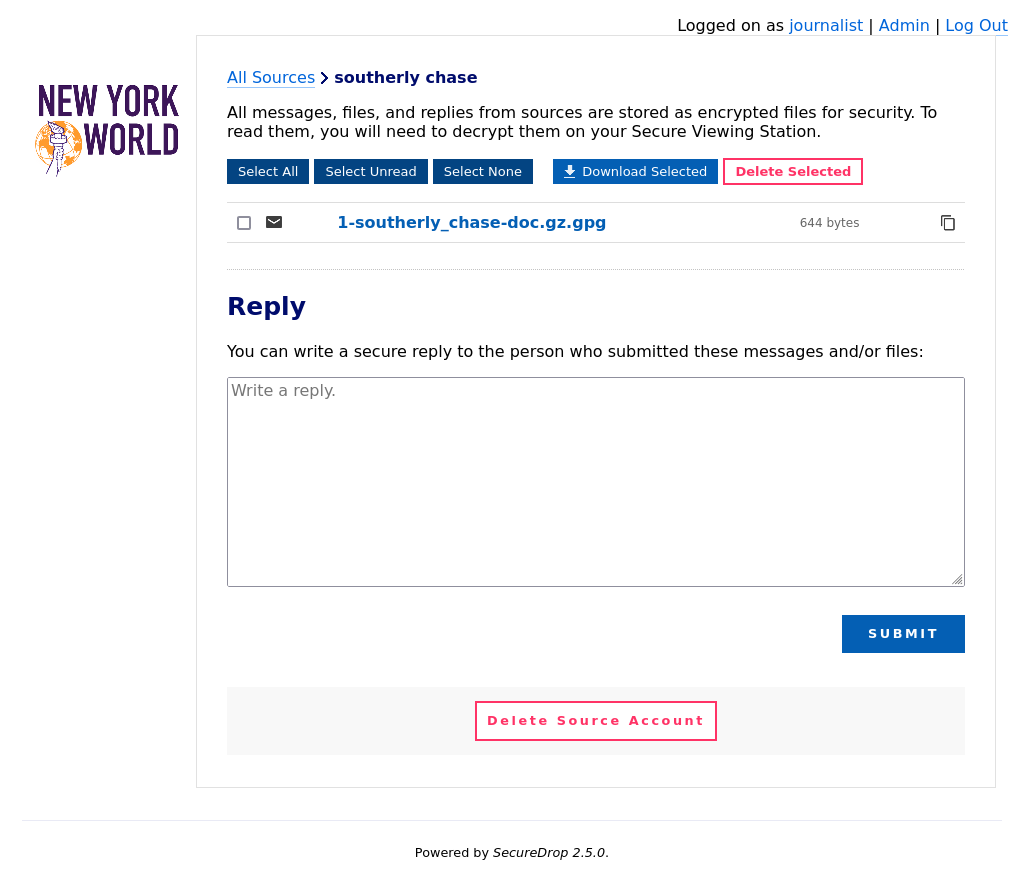 Logged on as journalist | Admin | Log Out
NEW YORK
WORLD
All Sources southerly chase
All messages, files, and replies from sources are stored as encrypted files for security. To
read them, you will need to decrypt them on your Secure Viewing Station.
Select All Select Unread Select None Download Selected Delete Selected
1-southerly_chase-doc.gz.gpg 644 bytes
Reply
You can write a secure reply to the person who submitted these messages and/or files:
Write a reply.
SUBMIT
Delete Source Account
Powered by SecureDrop 2.5.0.